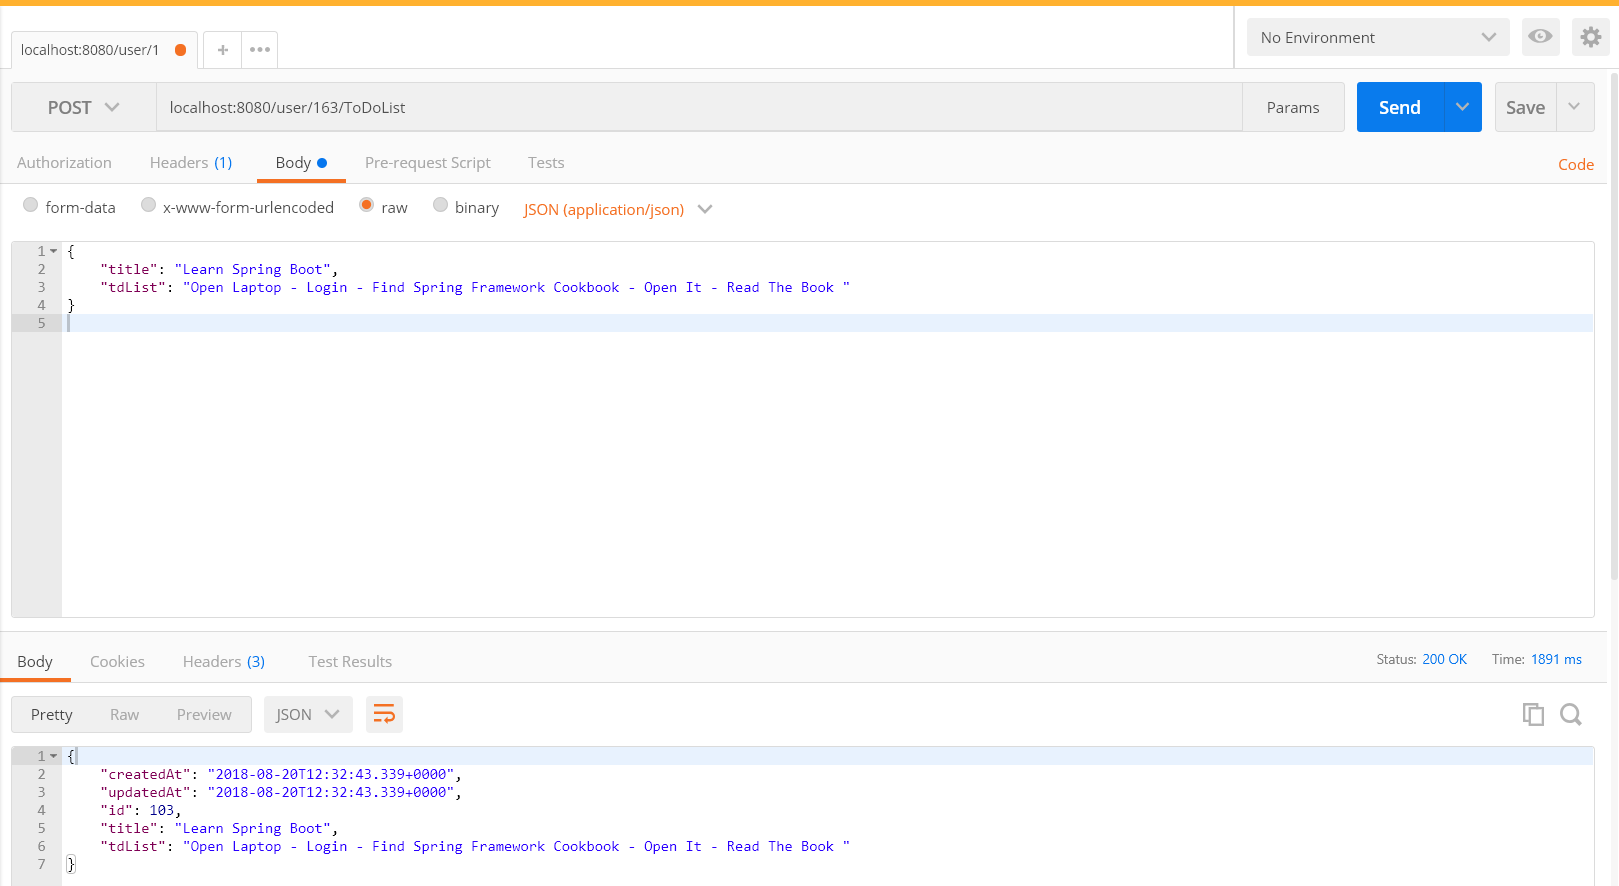 localhost:8080/user/1
+
•••
No Environment
POST
localhost:8080/user/163/ToDoList
Params
Send
Save
Authorization
Headers (1)
Body
Pre-request Script
Tests
Code
form-data
x-www-form-urlencoded
raw
binary
JSON (application/json)
1 {
2 "title": "Learn Spring Boot",
3 "tdList": "Open Laptop - Login - Find Spring Framework Cookbook - Open It - Read The Book "
4 }
5
Body
Cookies
Headers (3)
Test Results
Status: 200 OK
Time: 1891 ms
Pretty
Raw
Preview
JSON
1 {
2 "createdAt": "2018-08-20T12:32:43.339+0000",
3 "updatedAt": "2018-08-20T12:32:43.339+0000",
4 "id": 103,
5 "title": "Learn Spring Boot",
6 "tdList": "Open Laptop - Login - Find Spring Framework Cookbook - Open It - Read The Book "
7 }